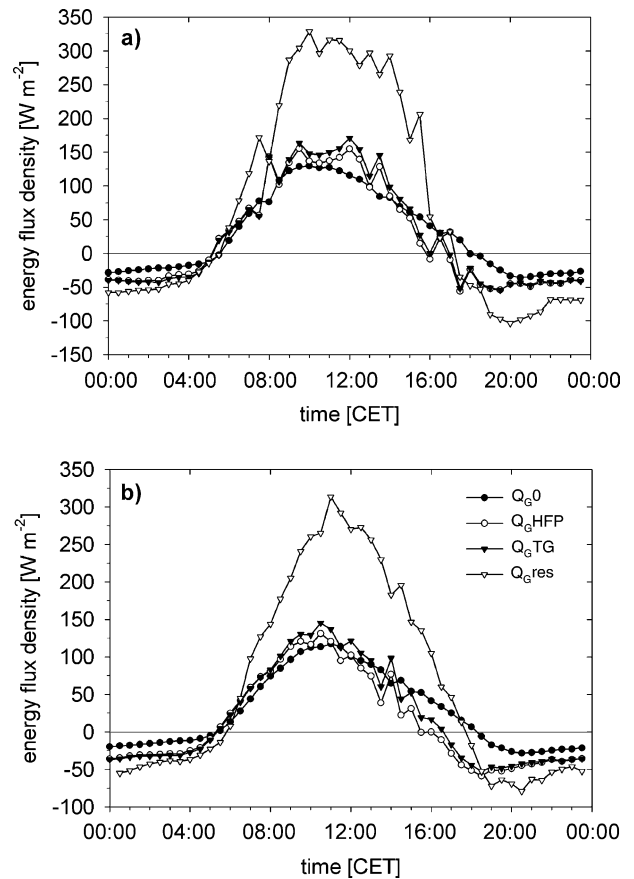 a)
energy flux density [W m-2]
350
300
250
200
150
100
50
0
-50
-100
-150
00:00 04:00 08:00 12:00 16:00 20:00 00:00
time [CET]
b)
energy flux density [W m-2]
350
300
250
200
150
100
50
0
-50
-100
QG0
QGHFP
QGTG
QGres
00:00 04:00 08:00 12:00 16:00 20:00 00:00
time [CET]